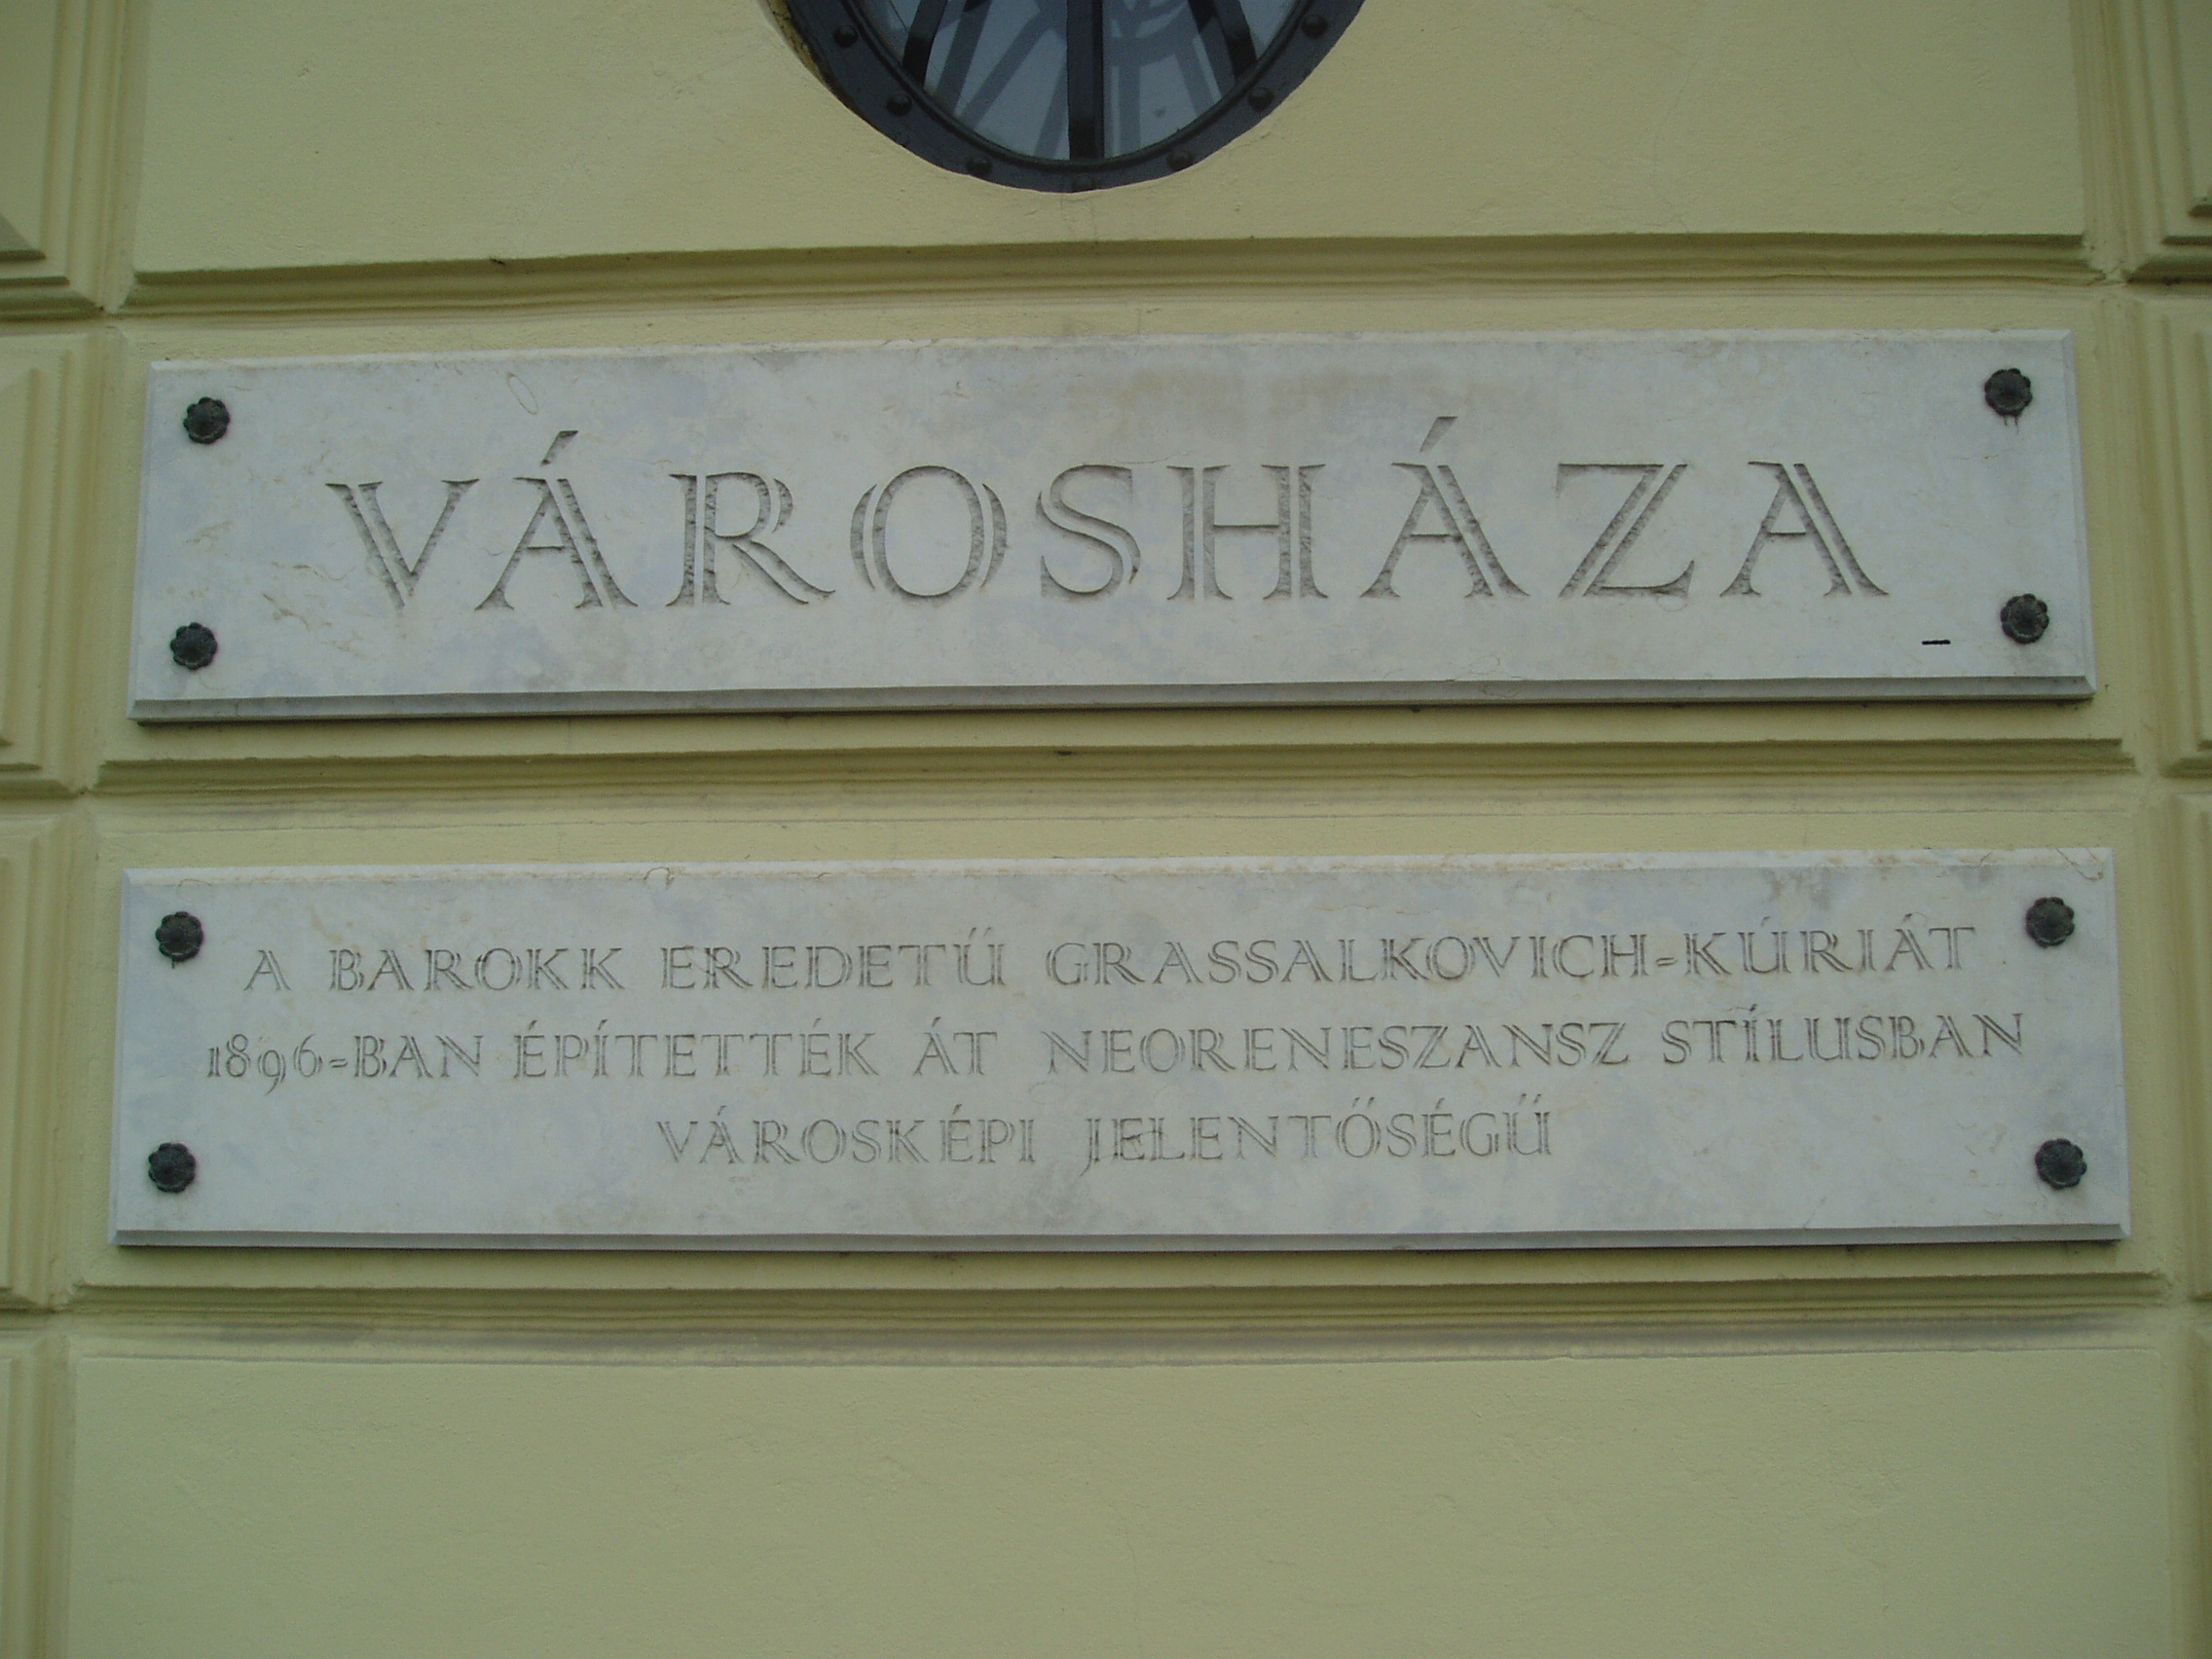 VÁROSHÁZA
A BAROKK EREDETŰ GRASSALKOVICH-KÚRIÁT
1896-BAN ÉPÍTETTÉK ÁT NEORENESZANSZ STÍLUSBAN
VÁROSKÉPI JELENTŐSÉGŰ